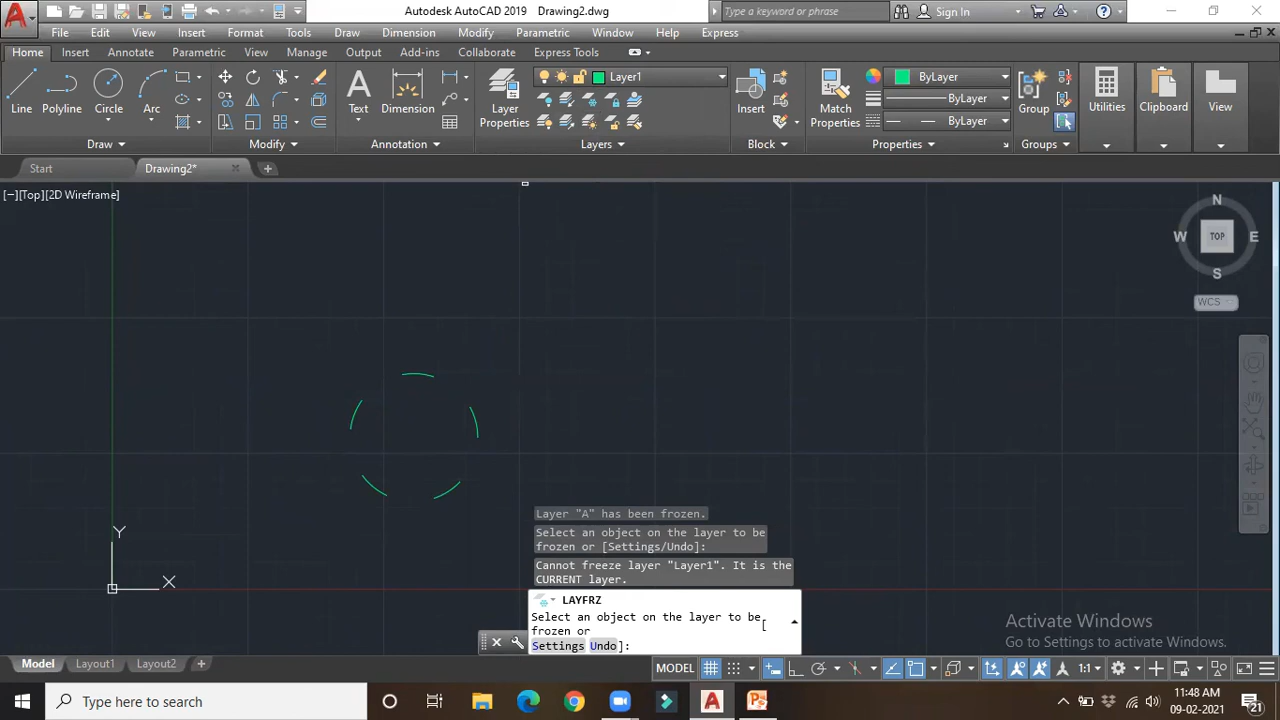 Autodesk AutoCAD 2019 Drawing2.dwg
Type a keyword or phrase
Sign In
File Edit View Insert Format Tools Draw Dimension Modify Parametric Window Help Express
Home Insert Annotate Parametric View Manage Output Add-ins Collaborate Express Tools
Layer1
ByLayer
ByLayer
ByLayer
Line Polyline Circle Arc
Text Dimension
Layer
Properties
Insert
Match
Properties
Group
Utilities
Clipboard
View
Draw Modify Annotation Layers Block Properties Groups
Start
Drawing2*
[−][Top][2D Wireframe]
N
W TOP E
S
WCS
Y
X
Layer "A" has been frozen.
Select an object on the layer to be
frozen or [Settings/Undo]:
Cannot freeze layer "Layer1". It is the
CURRENT layer.
LAYFRZ
Select an object on the layer to be [
frozen or
Settings Undo]:
Activate Windows
Go to Settings to activate Windows.
Model Layout1 Layout2
MODEL
1:1
Type here to search
11:48 AM
09-02-2021
21